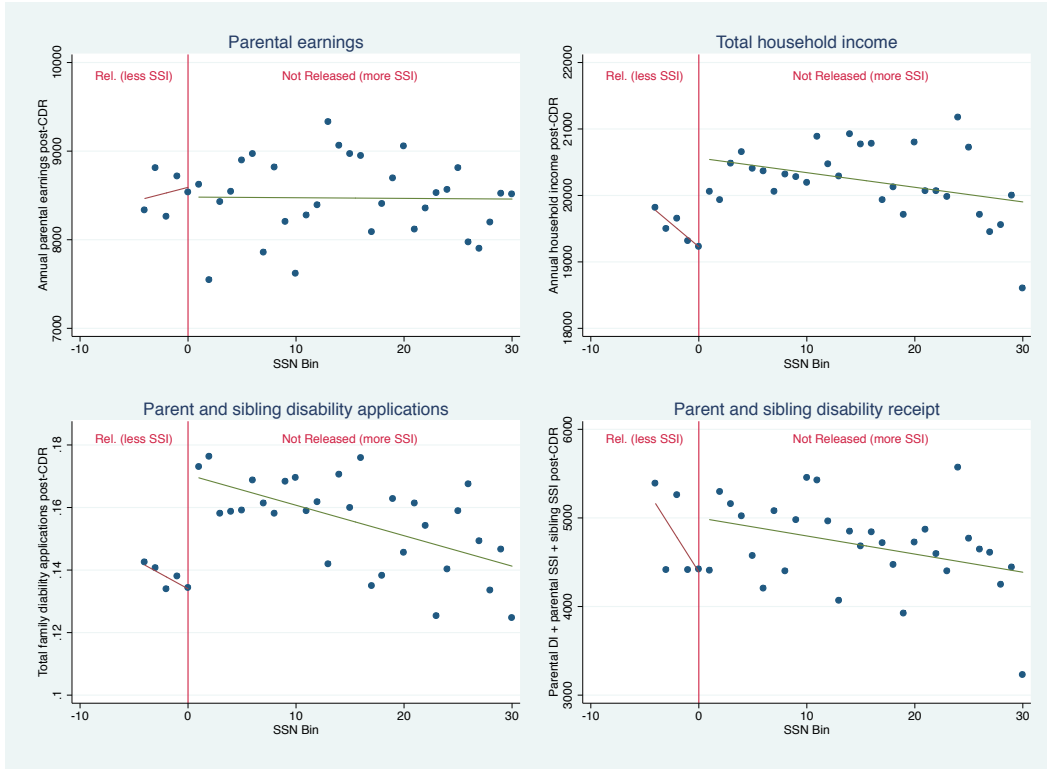 Parental earnings
Rel. (less SSI)
Not Released (more SSI)
Annual parental earnings post-CDR
10000
9000
8000
7000
-10
0
10
20
30
SSN Bin
Total household income
Rel. (less SSI)
Not Released (more SSI)
Annual household income post-CDR
22000
21000
20000
19000
18000
-10
0
10
20
30
SSN Bin
Parent and sibling disability applications
Rel. (less SSI)
Not Released (more SSI)
Total family diability applications post-CDR
.18
.16
.14
.12
.1
-10
0
10
20
30
SSN Bin
Parent and sibling disability receipt
Rel. (less SSI)
Not Released (more SSI)
Parental DI + parental SSI + sibling SSI post-CDR
6000
5000
4000
3000
-10
0
10
20
30
SSN Bin